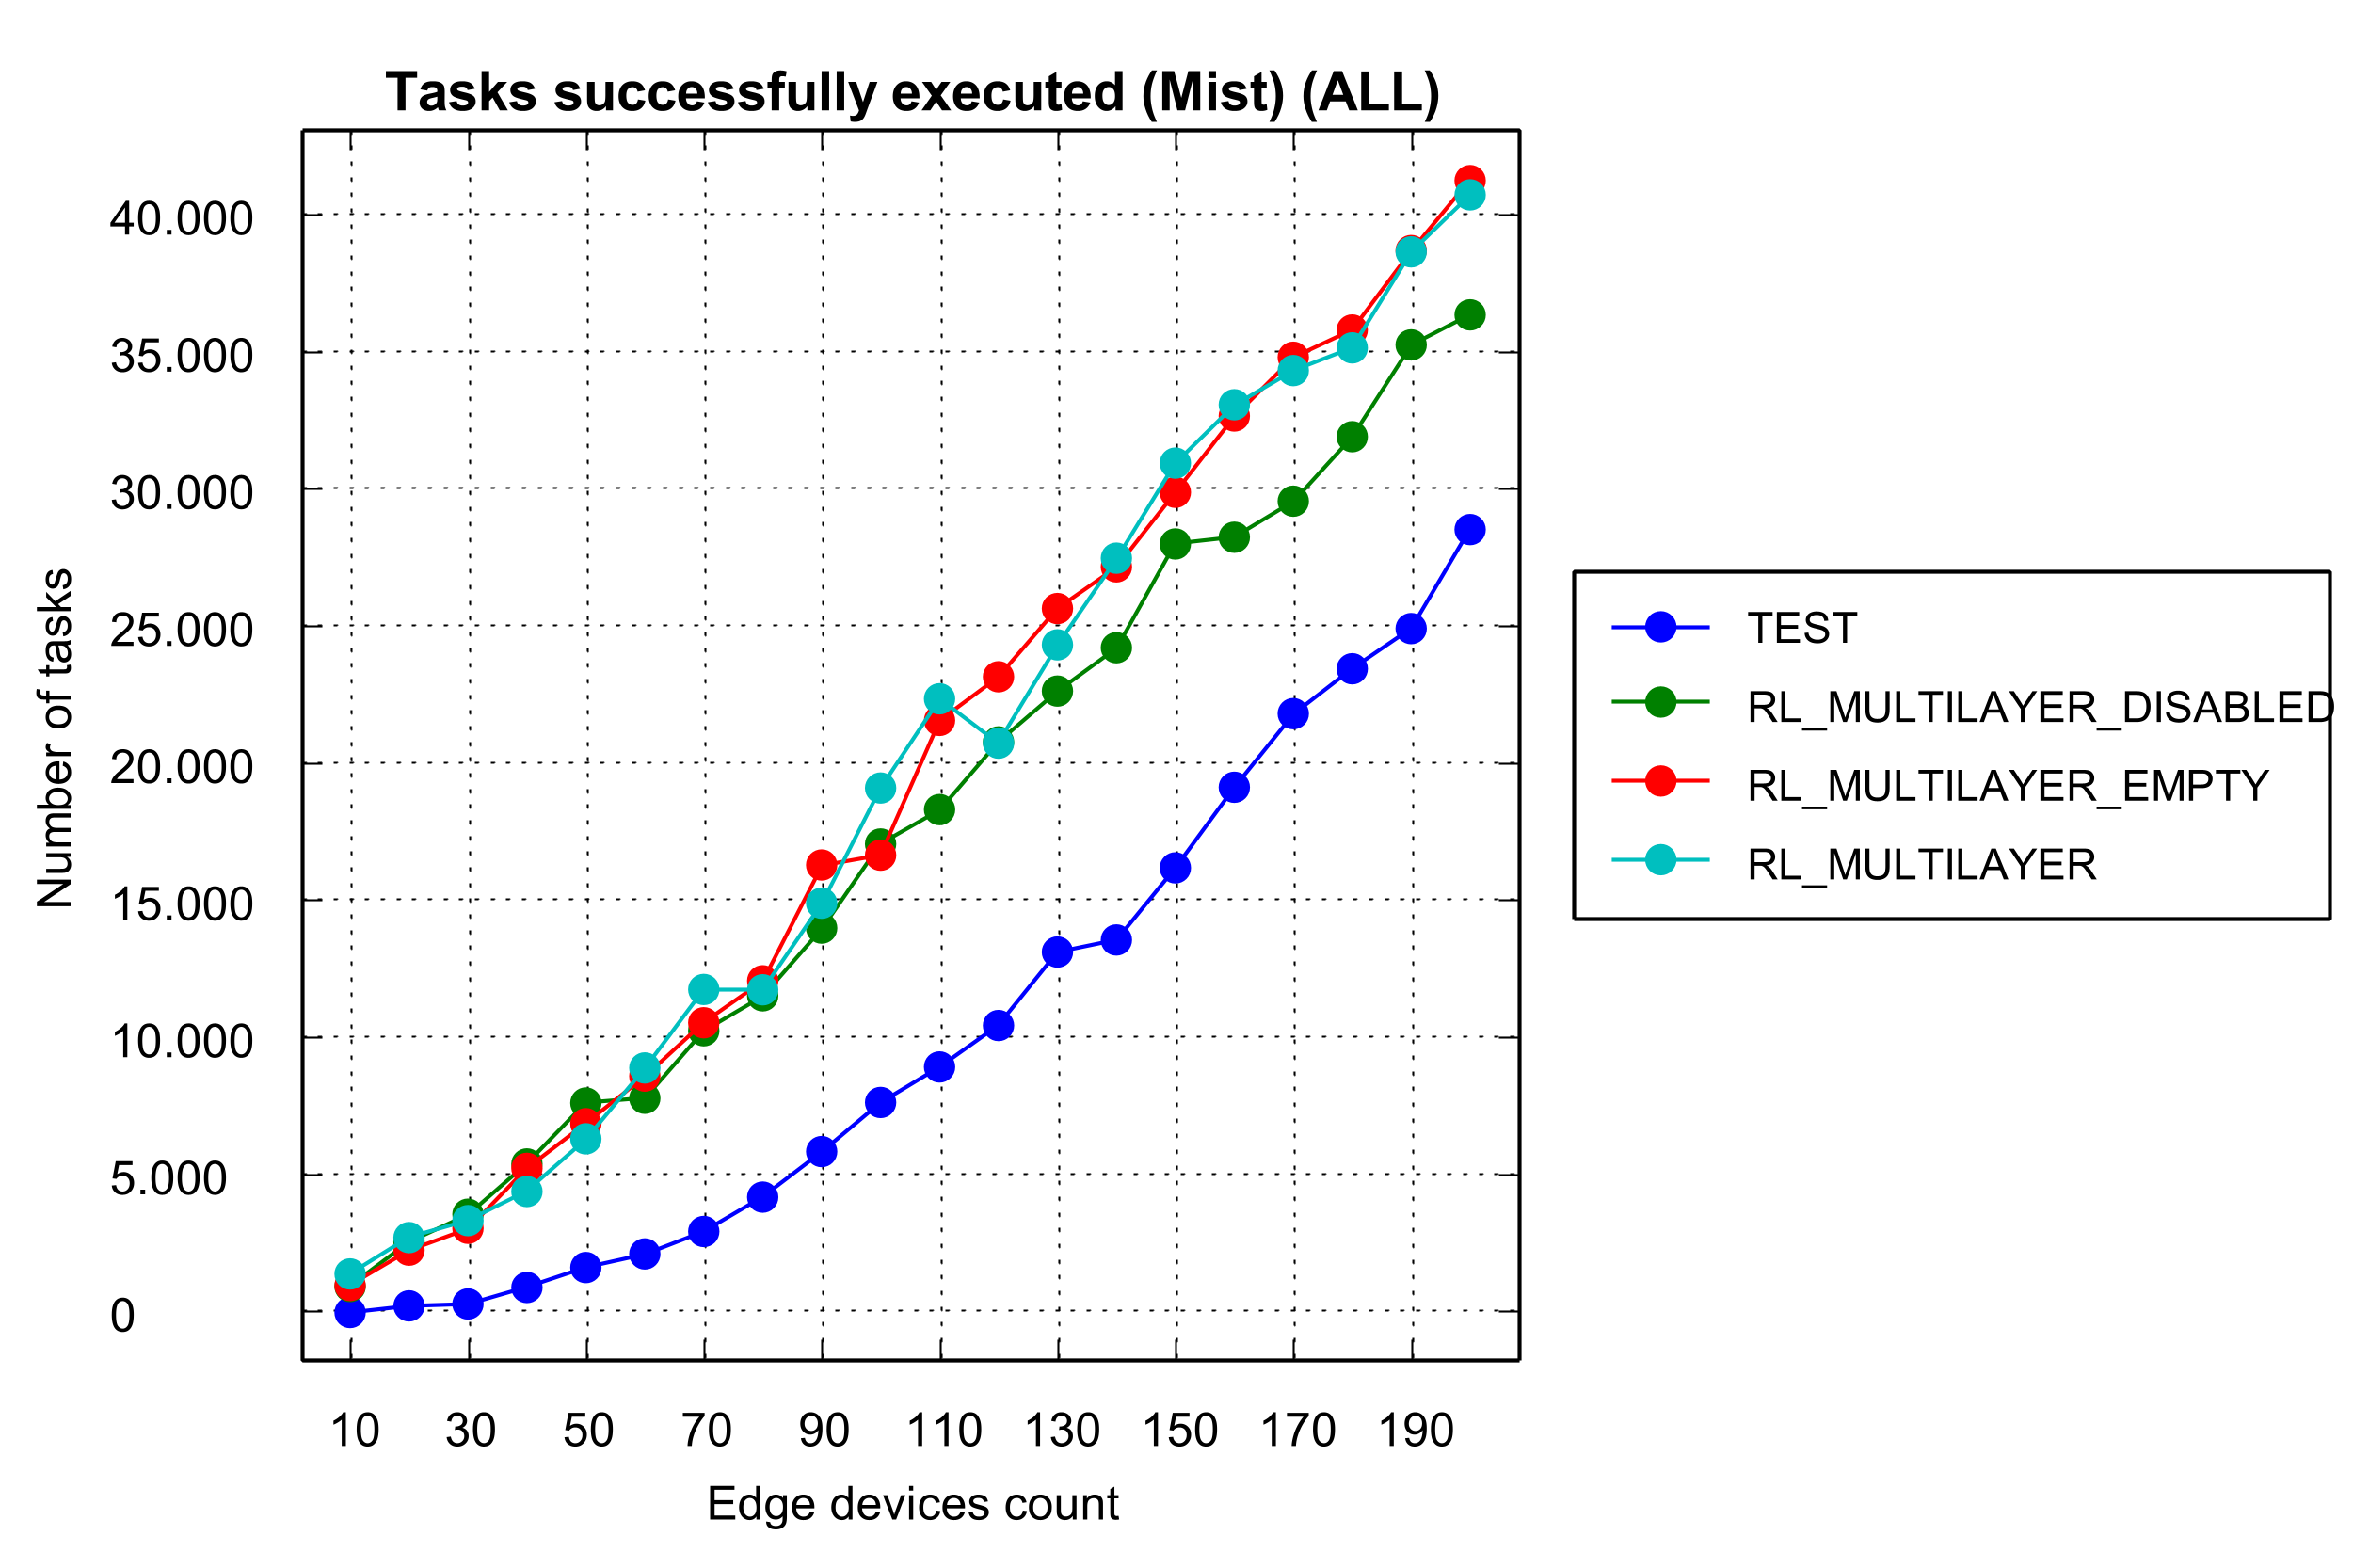 Tasks successfully executed (Mist) (ALL)
40.000
35.000
30.000
25.000
20.000
15.000
10.000
5.000
0
Number of tasks
10 30 50 70 90 110 130 150 170 190
Edge devices count
TEST
RL_MULTILAYER_DISABLED
RL_MULTILAYER_EMPTY
RL_MULTILAYER